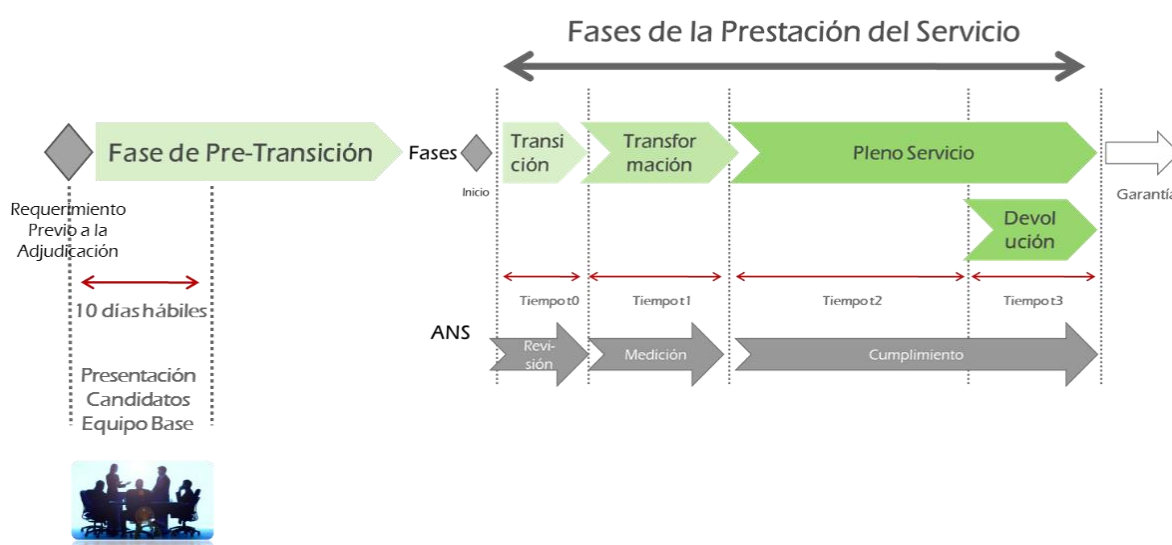 Fases de la Prestación del Servicio
Fase de Pre-Transición
Fases
Inicio
Transi
ción
Transfor
mación
Pleno Servicio
Garantía
Requerimiento
Previo a la
Adjudicación
Devol
ución
10 días hábiles
Tiempo t0
Tiempo t1
Tiempo t2
Tiempo t3
ANS
Revi-
sión
Medición
Cumplimiento
Presentación
Candidatos
Equipo Base